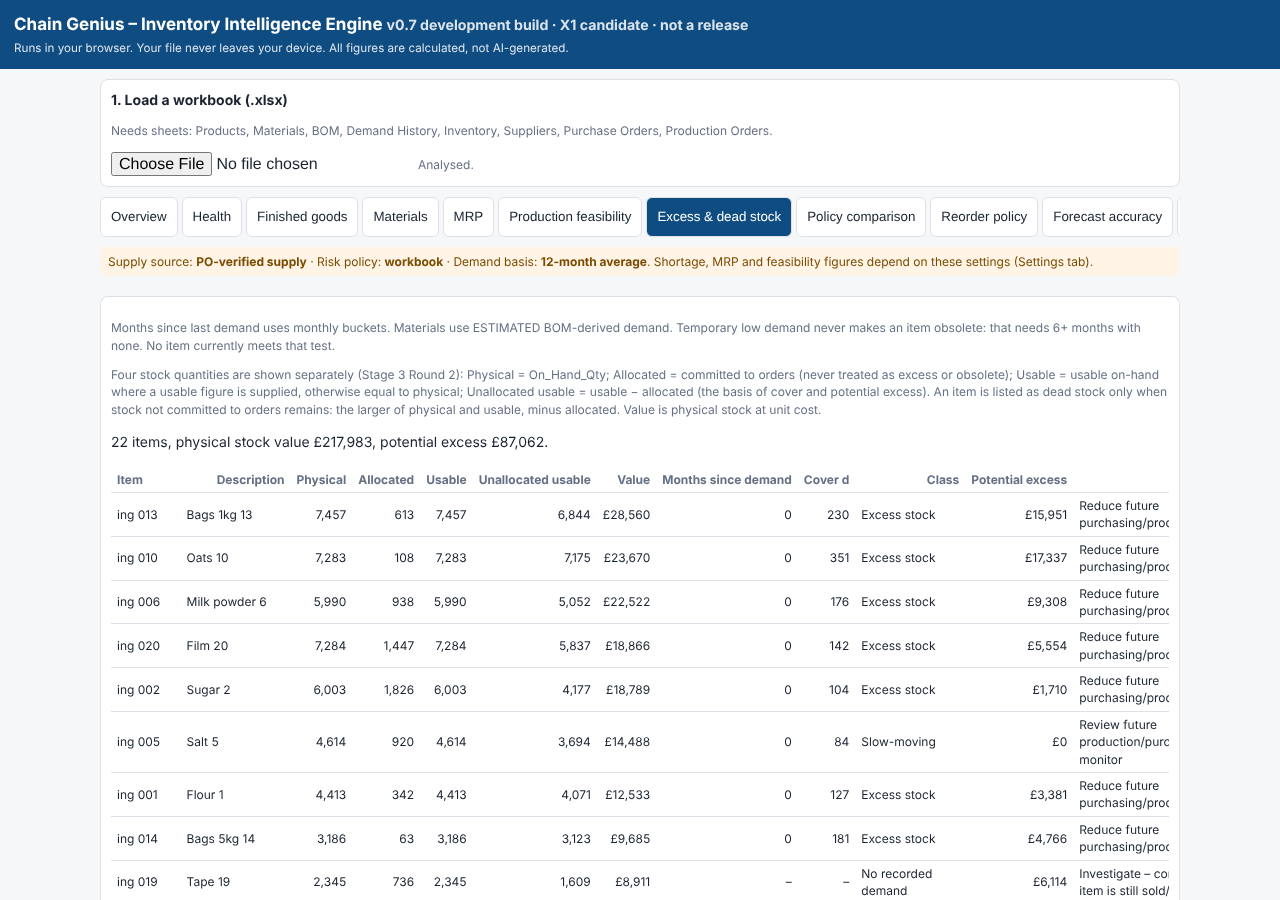 Chain Genius – Inventory Intelligence Engine v0.7 development build · X1 candidate · not a release
Runs in your browser. Your file never leaves your device. All figures are calculated, not AI-generated.
1. Load a workbook (.xlsx)
Needs sheets: Products, Materials, BOM, Demand History, Inventory, Suppliers, Purchase Orders, Production Orders.
Choose File No file chosen Analysed.
Overview Health Finished goods Materials MRP Production feasibility Excess & dead stock Policy comparison Reorder policy Forecast accuracy
Supply source: PO-verified supply · Risk policy: workbook · Demand basis: 12-month average. Shortage, MRP and feasibility figures depend on these settings (Settings tab).
Months since last demand uses monthly buckets. Materials use ESTIMATED BOM-derived demand. Temporary low demand never makes an item obsolete: that needs 6+ months with
none. No item currently meets that test.
Four stock quantities are shown separately (Stage 3 Round 2): Physical = On_Hand_Qty; Allocated = committed to orders (never treated as excess or obsolete); Usable = usable on-hand
where a usable figure is supplied, otherwise equal to physical; Unallocated usable = usable − allocated (the basis of cover and potential excess). An item is listed as dead stock only when
stock not committed to orders remains: the larger of physical and usable, minus allocated. Value is physical stock at unit cost.
22 items, physical stock value £217,983, potential excess £87,062.
Item Description Physical Allocated Usable Unallocated usable Value Months since demand Cover d Class Potential excess
ing 013 Bags 1kg 13 7,457 613 7,457 6,844 £28,560 0 230 Excess stock £15,951 Reduce future
purchasing/proc
ing 010 Oats 10 7,283 108 7,283 7,175 £23,670 0 351 Excess stock £17,337 Reduce future
purchasing/proc
ing 006 Milk powder 6 5,990 938 5,990 5,052 £22,522 0 176 Excess stock £9,308 Reduce future
purchasing/proc
ing 020 Film 20 7,284 1,447 7,284 5,837 £18,866 0 142 Excess stock £5,554 Reduce future
purchasing/proc
ing 002 Sugar 2 6,003 1,826 6,003 4,177 £18,789 0 104 Excess stock £1,710 Reduce future
purchasing/proc
ing 005 Salt 5 4,614 920 4,614 3,694 £14,488 0 84 Slow-moving £0 Review future
production/purc
monitor
ing 001 Flour 1 4,413 342 4,413 4,071 £12,533 0 127 Excess stock £3,381 Reduce future
purchasing/proc
ing 014 Bags 5kg 14 3,186 63 3,186 3,123 £9,685 0 181 Excess stock £4,766 Reduce future
purchasing/proc
ing 019 Tape 19 2,345 736 2,345 1,609 £8,911 – – No recorded
demand £6,114 Investigate – co
item is still sold/